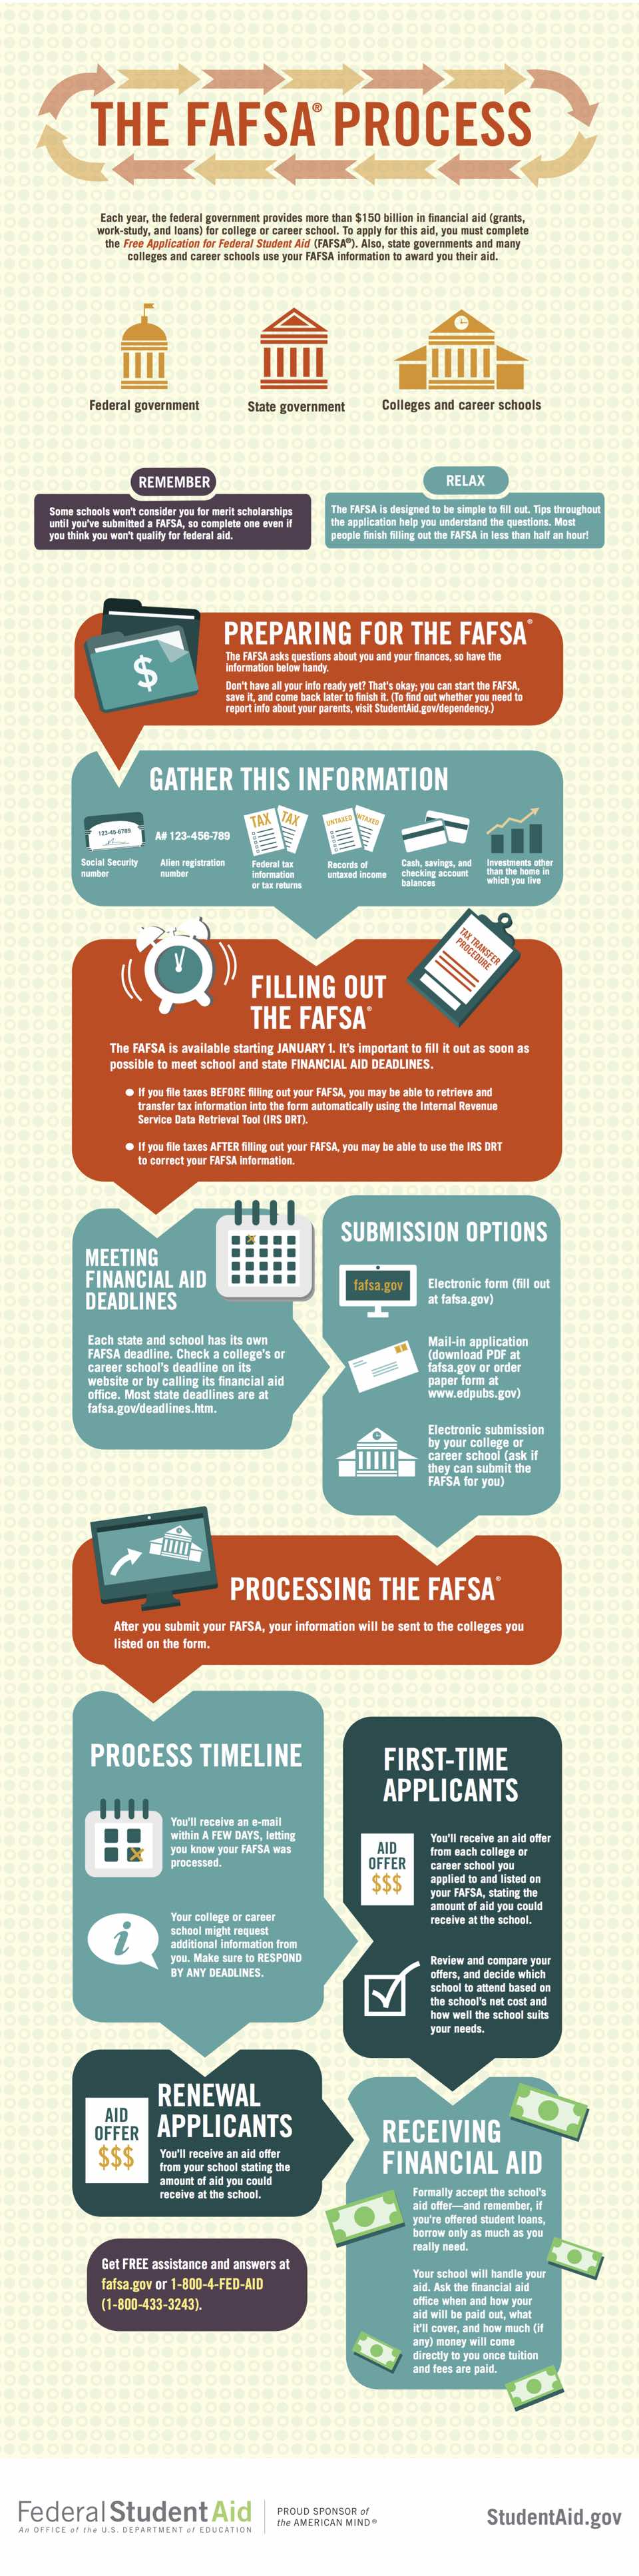 THE FAFSA® PROCESS
Each year, the federal government provides more than $150 billion in financial aid (grants,
work-study, and loans) for college or career school. To apply for this aid, you must complete
the Free Application for Federal Student Aid (FAFSA®). Also, state governments and many
colleges and career schools use your FAFSA information to award you their aid.
Federal government
State government
Colleges and career schools
REMEMBER
Some schools won't consider you for merit scholarships
until you've submitted a FAFSA, so complete one even if
you think you won't qualify for federal aid.
RELAX
The FAFSA is designed to be simple to fill out. Tips throughout
the application help you understand the questions. Most
people finish filling out the FAFSA in less than half an hour!
$
PREPARING FOR THE FAFSA®
The FAFSA asks questions about you and your finances, so have the
information below handy.
Don't have all your info ready yet? That's okay; you can start the FAFSA,
save it, and come back later to finish it. (To find out whether you need to
report info about your parents, visit StudentAid.gov/dependency.)
GATHER THIS INFORMATION
123-45-6789
Social Security
number
A# 123-456-789
Alien registration
number
TAX TAX
Federal tax
information
or tax returns
UNTAXED UNTAXED
Records of
untaxed income
Cash, savings, and
checking account
balances
Investments other
than the home in
which you live
TAX TRANSFER
PROCEDURE
FILLING OUT
THE FAFSA®
The FAFSA is available starting JANUARY 1. It's important to fill it out as soon as
possible to meet school and state FINANCIAL AID DEADLINES.
● If you file taxes BEFORE filling out your FAFSA, you may be able to retrieve and
transfer tax information into the form automatically using the Internal Revenue
Service Data Retrieval Tool (IRS DRT).
● If you file taxes AFTER filling out your FAFSA, you may be able to use the IRS DRT
to correct your FAFSA information.
MEETING
FINANCIAL AID
DEADLINES
Each state and school has its own
FAFSA deadline. Check a college's or
career school's deadline on its
website or by calling its financial aid
office. Most state deadlines are at
fafsa.gov/deadlines.htm.
SUBMISSION OPTIONS
fafsa.gov
Electronic form (fill out
at fafsa.gov)
Mail-in application
(download PDF at
fafsa.gov or order
paper form at
www.edpubs.gov)
Electronic submission
by your college or
career school (ask if
they can submit the
FAFSA for you)
PROCESSING THE FAFSA®
After you submit your FAFSA, your information will be sent to the colleges you
listed on the form.
PROCESS TIMELINE
You'll receive an e-mail
within A FEW DAYS, letting
you know your FAFSA was
processed.
i
Your college or career
school might request
additional information from
you. Make sure to RESPOND
BY ANY DEADLINES.
FIRST-TIME
APPLICANTS
AID
OFFER
$$$
You'll receive an aid offer
from each college or
career school you
applied to and listed on
your FAFSA, stating the
amount of aid you could
receive at the school.
Review and compare your
offers, and decide which
school to attend based on
the school's net cost and
how well the school suits
your needs.
AID
OFFER
$$$
RENEWAL
APPLICANTS
You'll receive an aid offer
from your school stating the
amount of aid you could
receive at the school.
RECEIVING
FINANCIAL AID
Formally accept the school's
aid offer—and remember, if
you're offered student loans,
borrow only as much as you
really need.
Your school will handle your
aid. Ask the financial aid
office when and how your
aid will be paid out, what
it'll cover, and how much (if
any) money will come
directly to you once tuition
and fees are paid.
Get FREE assistance and answers at
fafsa.gov or 1-800-4-FED-AID
(1-800-433-3243).
Federal Student Aid
An OFFICE of the U.S. DEPARTMENT of EDUCATION
PROUD SPONSOR of
the AMERICAN MIND®
StudentAid.gov